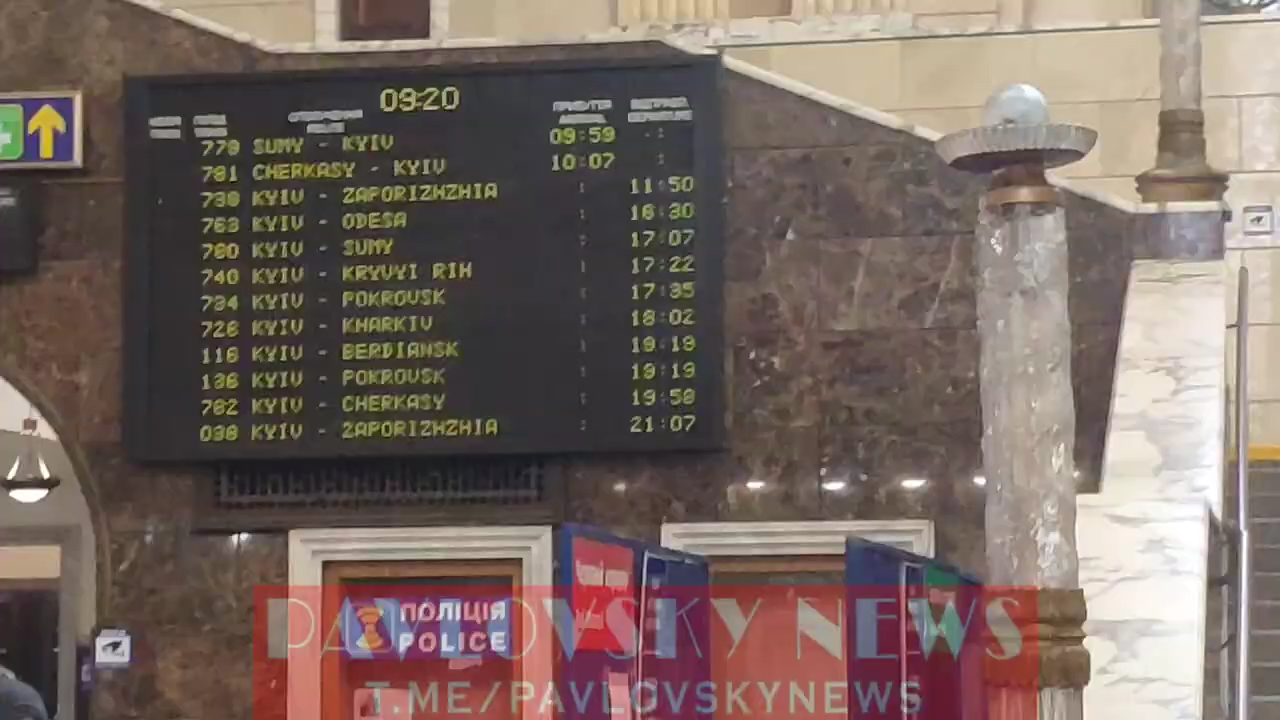 09:20
ARRIVAL
779 SUMY - KYIV 09:59 - :
781 CHERKASY - KYIV 10:07 :
730 KYIV - ZAPORIZHZHIA : 11:50
763 KYIV - ODESA : 16:30
780 KYIV - SUMY : 17:07
740 KYIV - KRYVYI RIH : 17:22
734 KYIV - POKROVSK : 17:35
726 KYIV - KHARKIV : 18:02
116 KYIV - BERDIANSK : 19:19
136 KYIV - POKROVSK : 19:19
782 KYIV - CHERKASY : 19:58
038 KYIV - ZAPORIZHZHIA : 21:07
ПОЛІЦІЯ
POLICE
PAVLOVSKY NEWS
T.ME/PAVLOVSKYNEWS